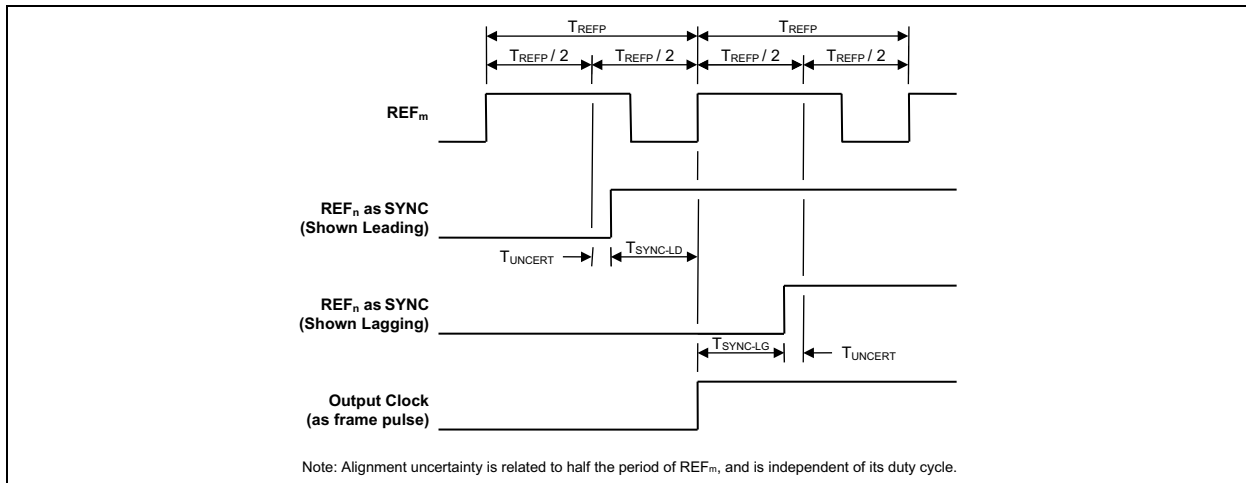 TREFP TREFP
TREFP / 2 TREFP / 2 TREFP / 2 TREFP / 2
REFm
REFn as SYNC
(Shown Leading)
TUNCERT TSYNC-LD
REFn as SYNC
(Shown Lagging)
TSYNC-LG TUNCERT
Output Clock
(as frame pulse)
Note: Alignment uncertainty is related to half the period of REFm, and is independent of its duty cycle.